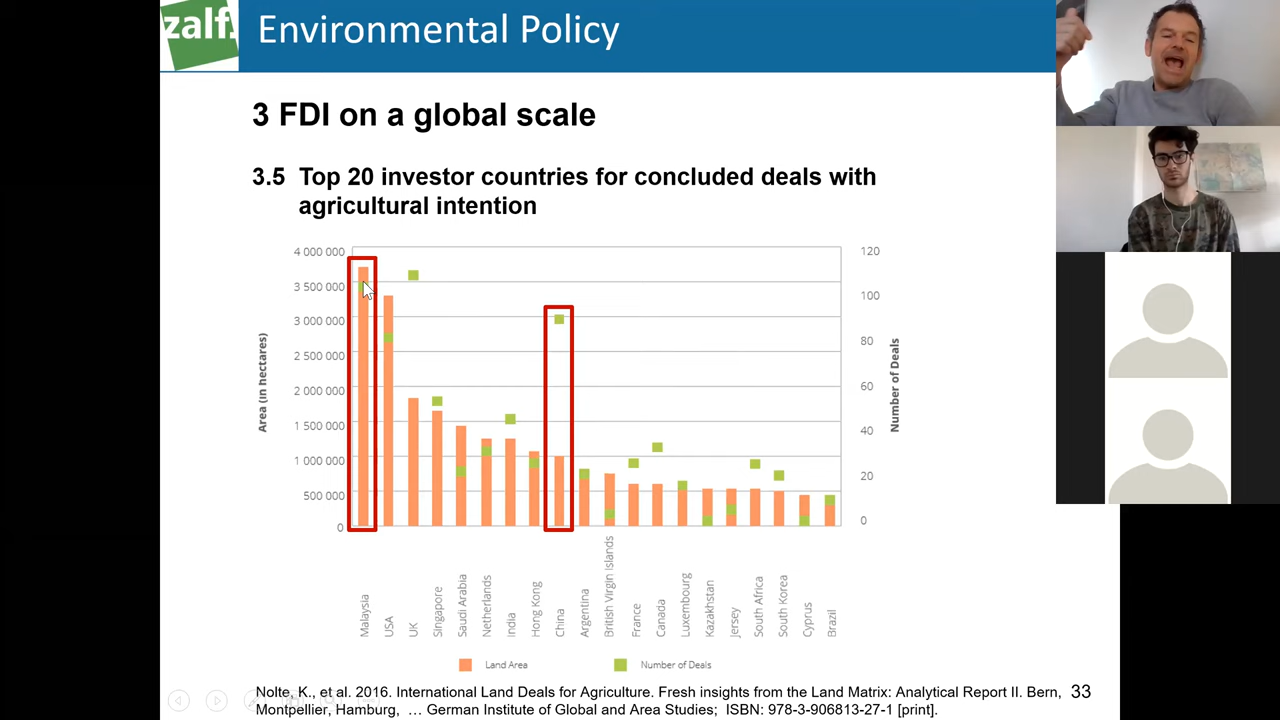 zalf.
Environmental Policy
3 FDI on a global scale
3.5 Top 20 investor countries for concluded deals with
agricultural intention
4 000 000
3 500 000
3 000 000
2 500 000
2 000 000
1 500 000
1 000 000
500 000
0
Area (in hectares)
120
100
80
60
40
20
0
Number of Deals
Malaysia
USA
UK
Singapore
Saudi Arabia
Netherlands
India
Hong Kong
China
Argentina
British Virgin Islands
France
Canada
Luxembourg
Kazakhstan
Jersey
South Africa
South Korea
Cyprus
Brazil
Land Area
Number of Deals
Nolte, K., et al. 2016. International Land Deals for Agriculture. Fresh insights from the Land Matrix: Analytical Report II. Bern,
Montpellier, Hamburg, … German Institute of Global and Area Studies; ISBN: 978-3-906813-27-1 [print].
33